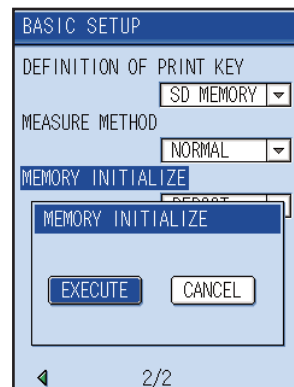 BASIC SETUP
DEFINITION OF PRINT KEY
SD MEMORY
MEASURE METHOD
NORMAL
MEMORY INITIALIZE
MEMORY INITIALIZE
EXECUTE CANCEL
2/2